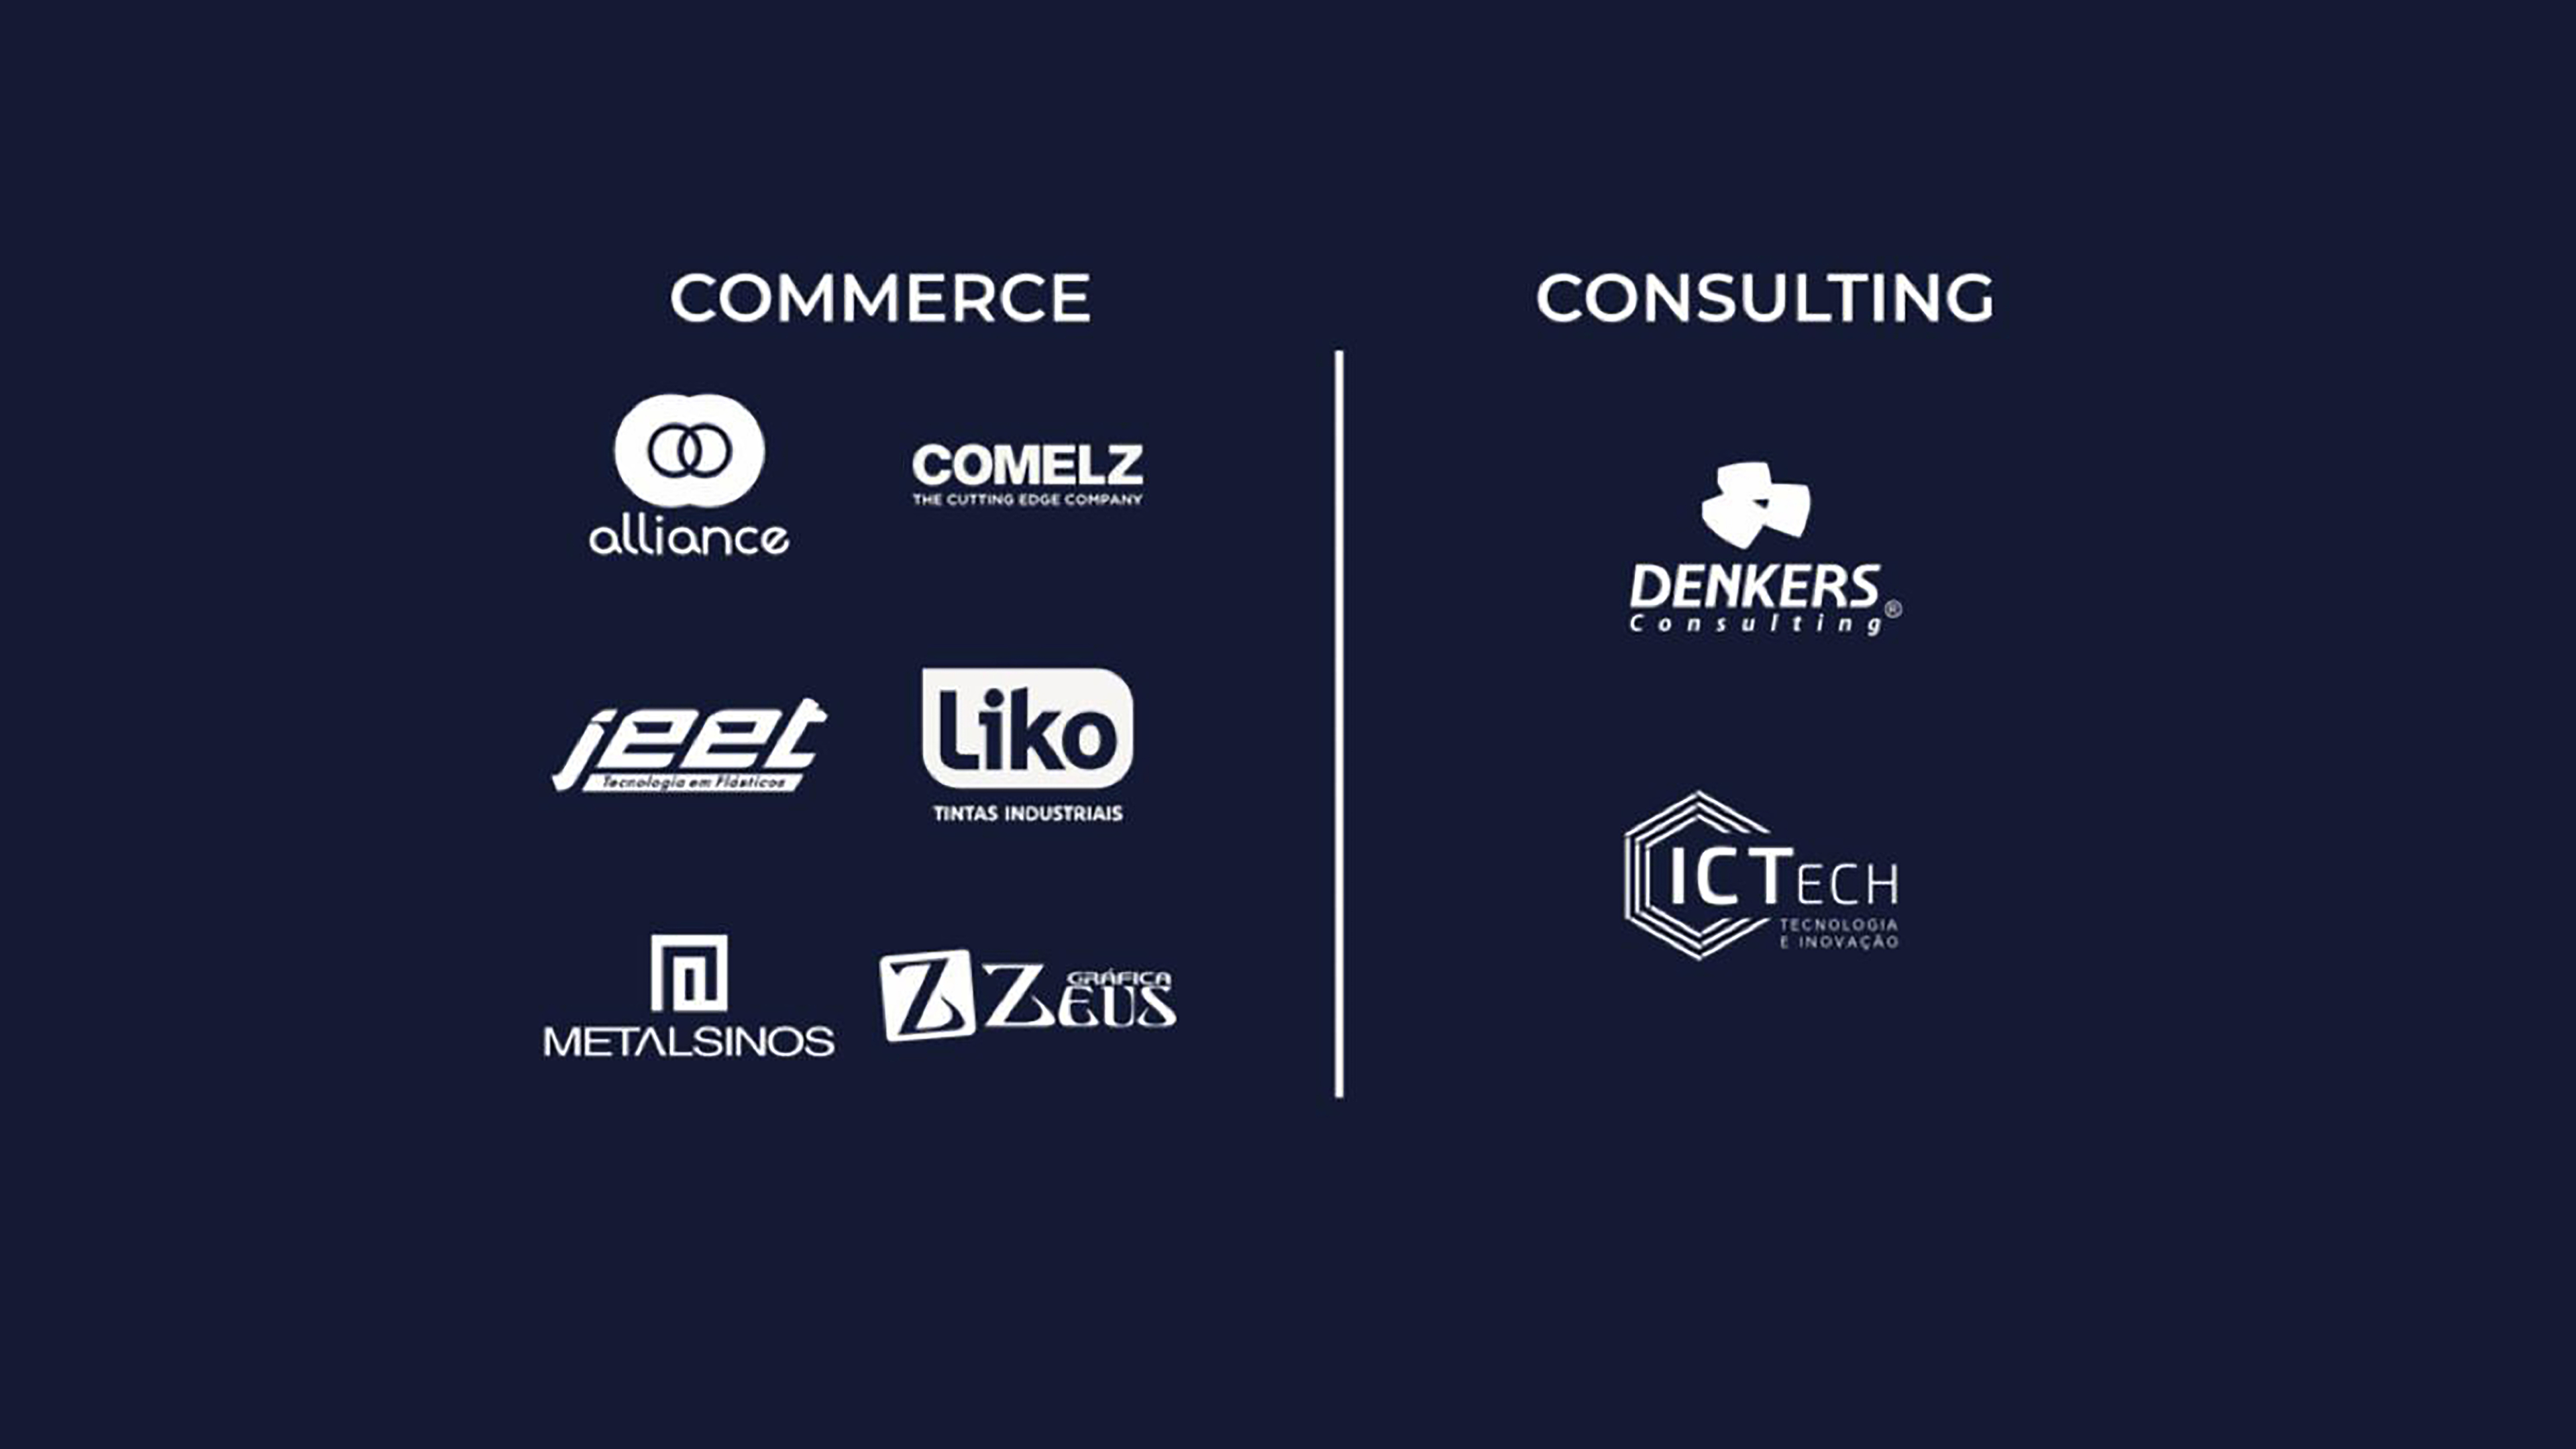 COMMERCE
alliance
COMELZ
THE CUTTING EDGE COMPANY
jeet
Tecnologia em Plásticos
Liko
TINTAS INDUSTRIAIS
METALSINOS
Z
GRÁFICA
ZEUS
CONSULTING
DENKERS®
Consulting
ICTECH
TECNOLOGIA
E INOVAÇÃO